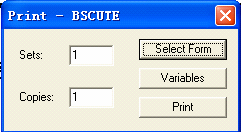 Print - BSCUTE
Sets: 1 Select Form
Variables
Copies: 1 Print